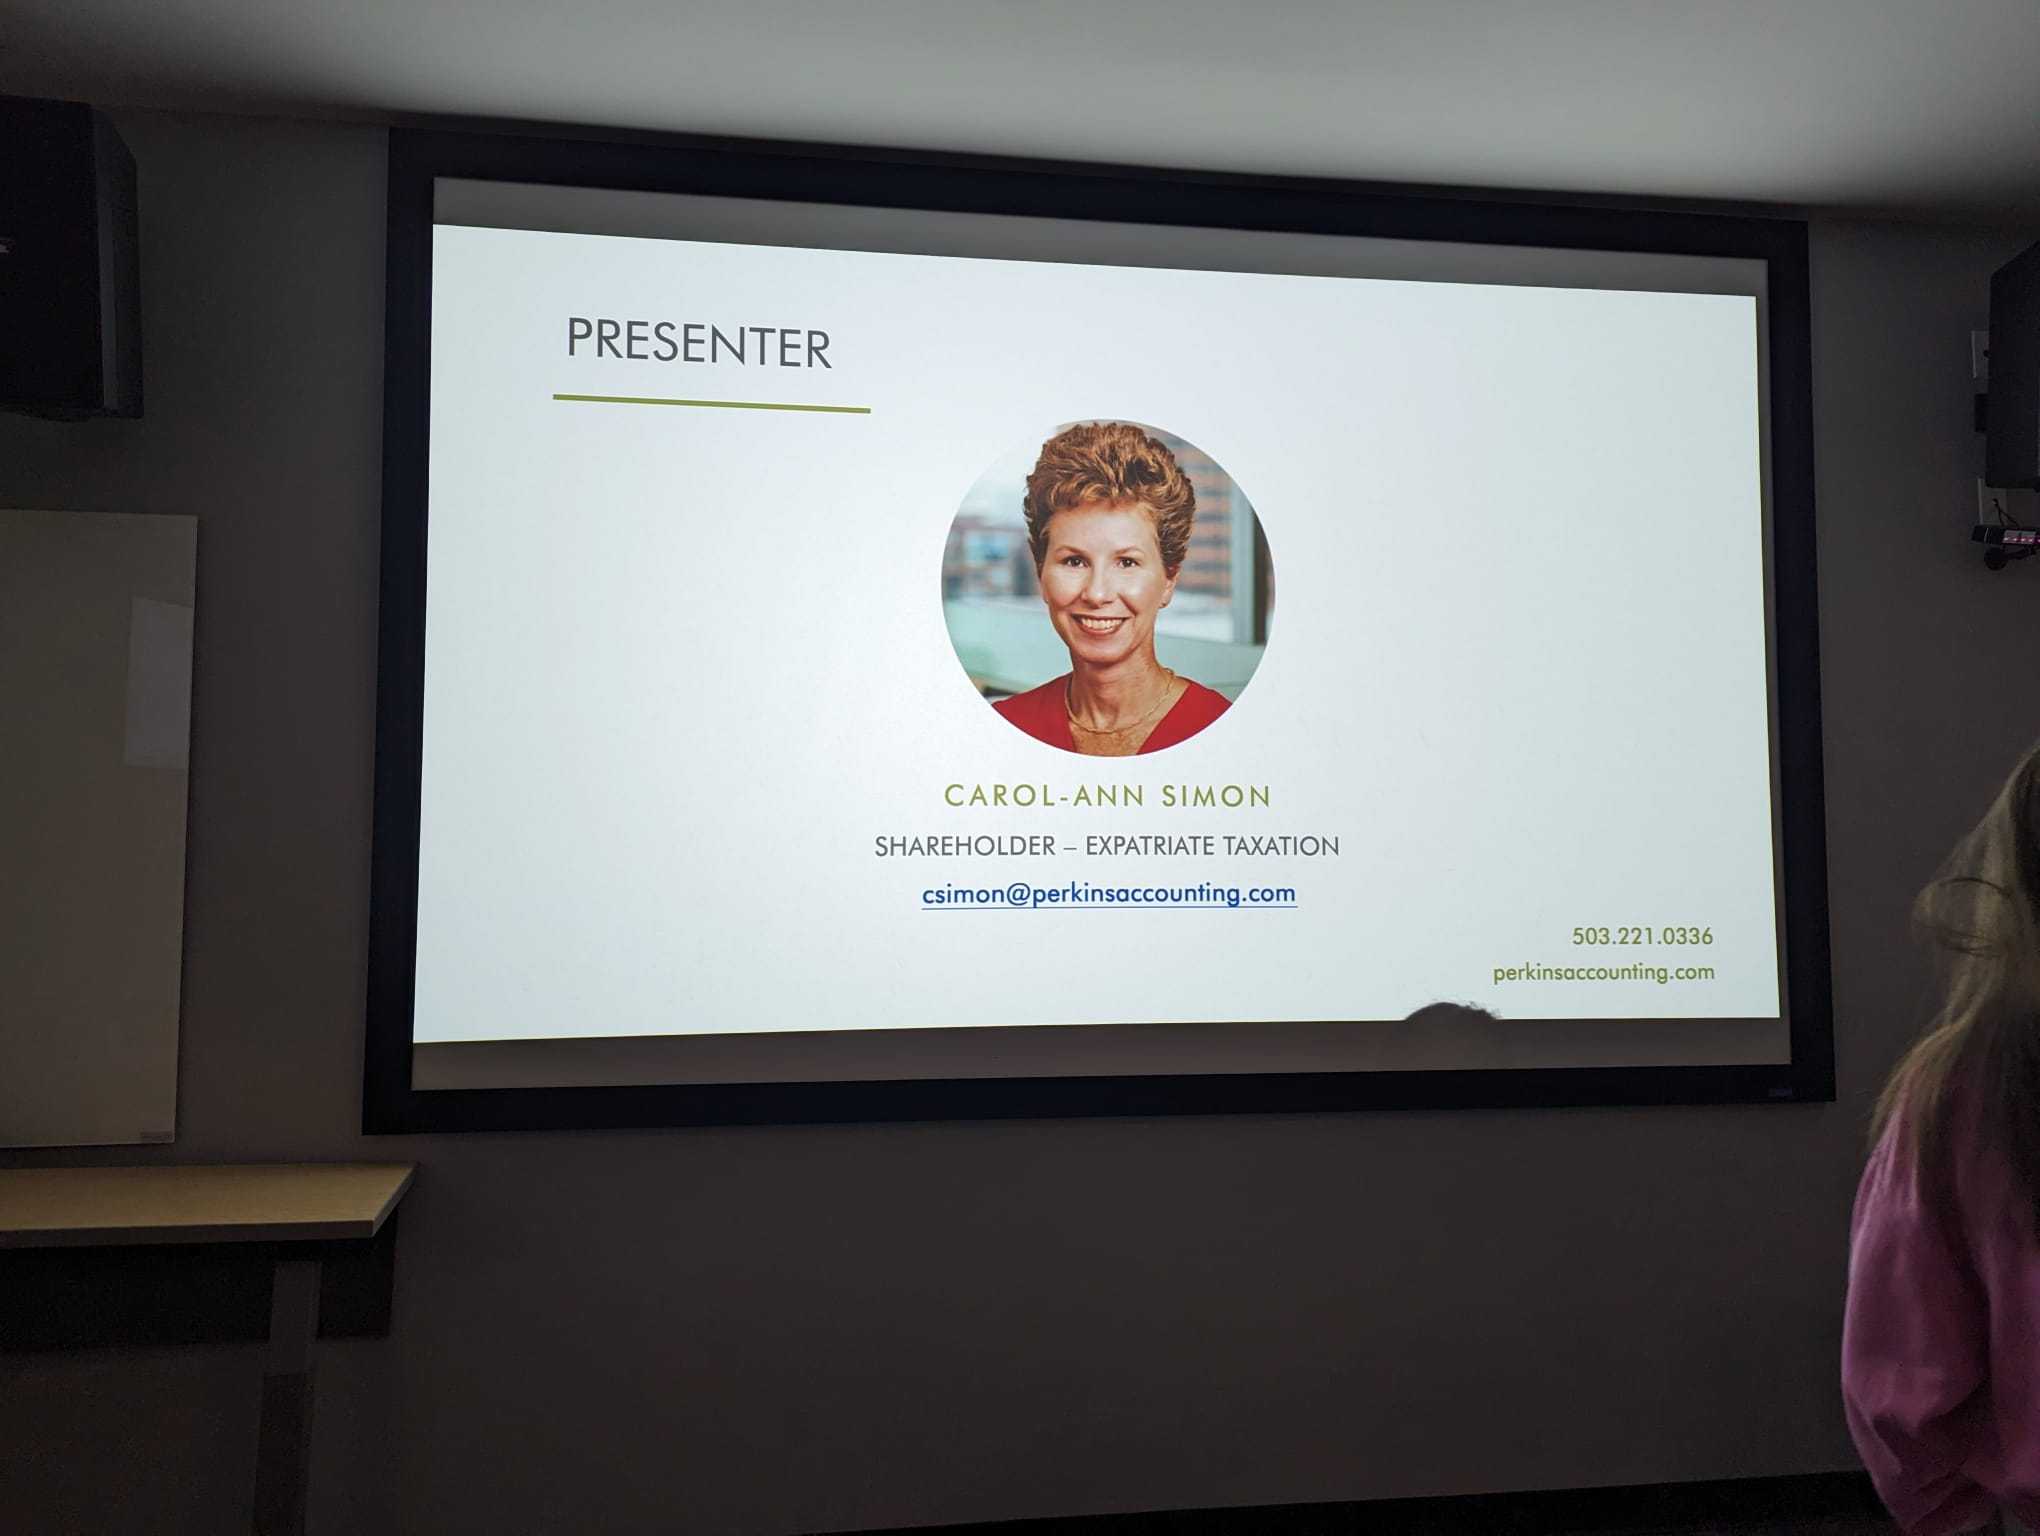 PRESENTER
CAROL-ANN SIMON
SHAREHOLDER – EXPATRIATE TAXATION
csimon@perkinsaccounting.com
503.221.0336
perkinsaccounting.com